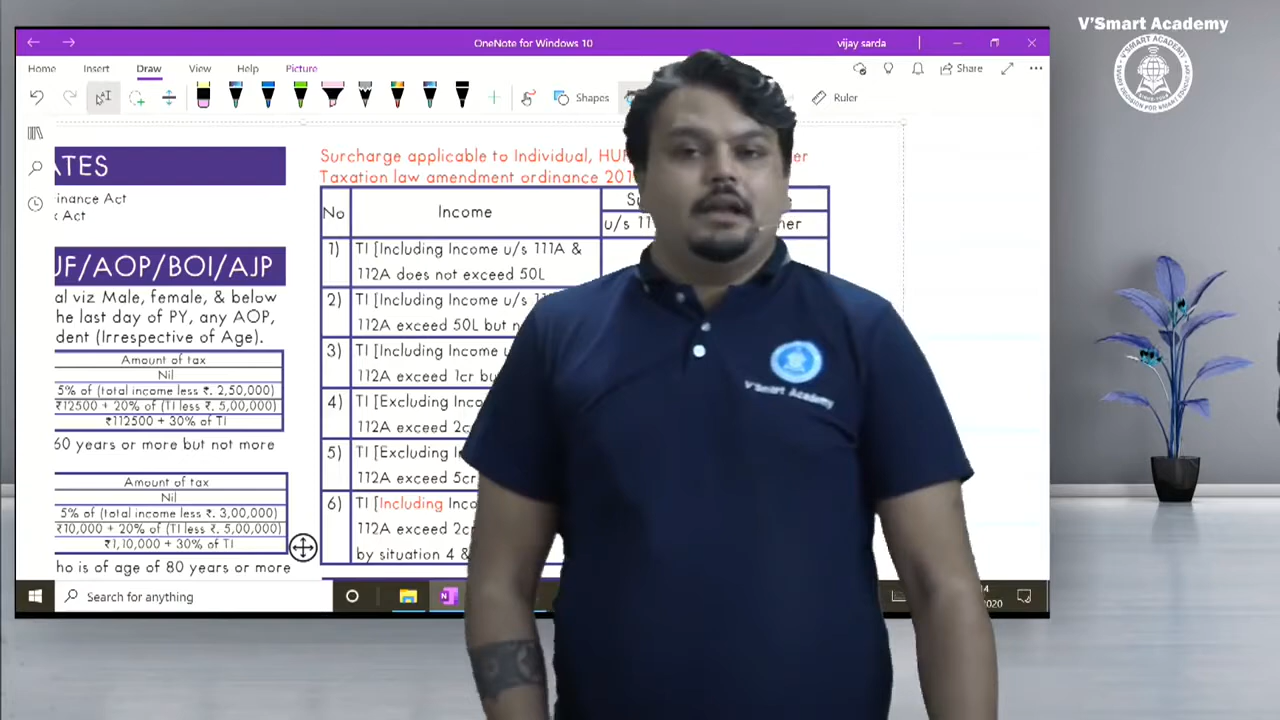 V'Smart Academy
OneNote for Windows 10
vijay sarda
Home Insert Draw View Help Picture
Share
Shapes
Ruler
ATES
inance Act
x Act
UF/AOP/BOI/AJP
al viz Male, female, & below
he last day of PY, any AOP,
dent (Irrespective of Age).
Amount of tax
Nil
5% of (total income less ₹. 2,50,000)
₹12500 + 20% of (TI less ₹. 5,00,000)
₹112500 + 30% of TI
60 years or more but not more
Amount of tax
Nil
5% of (total income less ₹. 3,00,000)
₹10,000 + 20% of (TI less ₹. 5,00,000)
₹1,10,000 + 30% of TI
ho is of age of 80 years or more
Surcharge applicable to Individual, HU er
Taxation law amendment ordinance 201
No Income
u/s 11 her
1) TI [Including Income u/s 111A &
112A does not exceed 50L
2) TI [Including Income u/s 11
112A exceed 50L but n
3) TI [Including Income u
112A exceed 1cr bu
4) TI [Excluding Inco
112A exceed 2c
5) TI [Excluding I
112A exceed 5cr
6) TI [Including Inco
112A exceed 2c
by situation 4 &
Search for anything
2020
V'Smart Academy